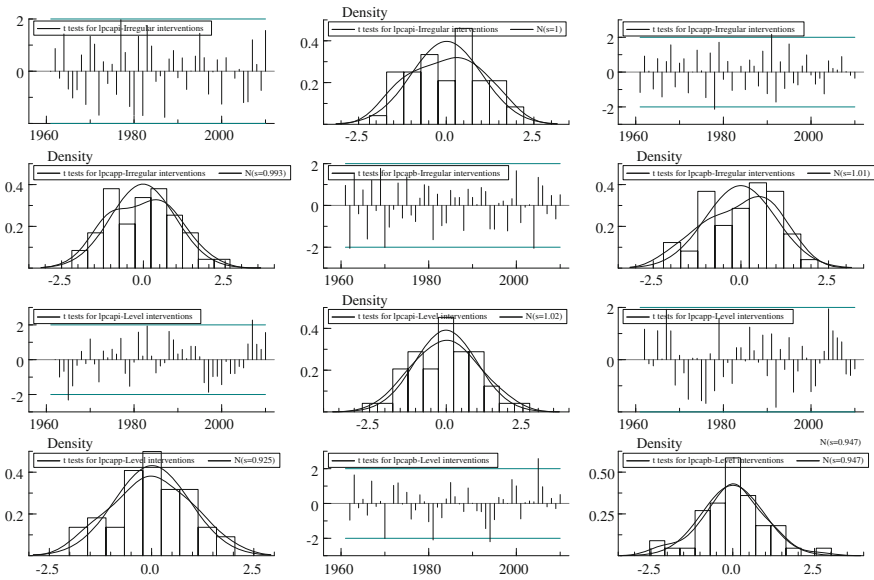 2
t tests for lpcapi-Irregular interventions
0
1960 1980 2000
Density
0.4
t tests for lpcapi-Irregular interventions N(s=1)
0.2
-2.5 0.0 2.5
2
t tests for lpcapp-Irregular interventions
0
-2
1960 1980 2000
Density
0.4
t tests for lpcapp-Irregular interventions N(s=0.993)
0.2
-2.5 0.0 2.5
2
t tests for lpcapb-Irregular interventions
0
-2
1960 1980 2000
Density
0.4
t tests for lpcapb-Irregular interventions N(s=1.01)
0.2
-2.5 0.0 2.5
t tests for lpcapi-Level interventions
2
0
-2
1960 1980 2000
Density
0.4
t tests for lpcapi-Level interventions N(s=1.02)
0.2
-2.5 0.0 2.5
2
t tests for lpcapp-Level interventions
0
-2
1960 1980 2000
Density
0.4
t tests for lpcapp-Level interventions N(s=0.925)
0.2
-2.5 0.0 2.5
t tests for lpcapb-Level interventions
2
0
-2
1960 1980 2000
Density
N(s=0.947)
t tests for lpcapb-Level interventions N(s=0.947)
0.50
0.25
-2.5 0.0 2.5